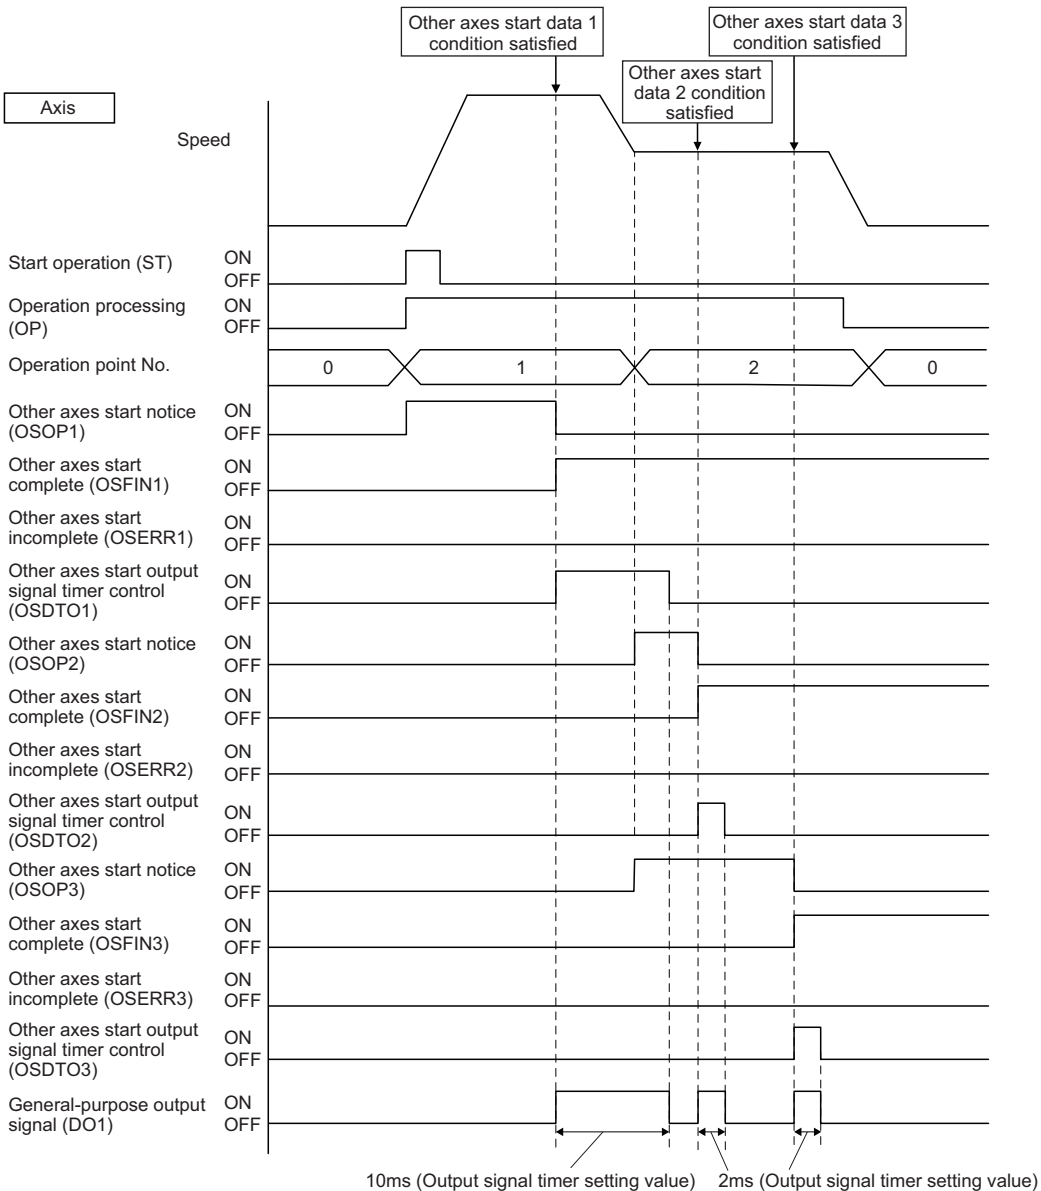 Other axes start data 1
condition satisfied
Other axes start data 3
condition satisfied
Other axes start
data 2 condition
satisfied
Axis
Speed
Start operation (ST)
ON
OFF
Operation processing
(OP)
ON
OFF
Operation point No.
0
1
2
0
Other axes start notice
(OSOP1)
ON
OFF
Other axes start
complete (OSFIN1)
ON
OFF
Other axes start
incomplete (OSERR1)
ON
OFF
Other axes start output
signal timer control
(OSDTO1)
ON
OFF
Other axes start notice
(OSOP2)
ON
OFF
Other axes start
complete (OSFIN2)
ON
OFF
Other axes start
incomplete (OSERR2)
ON
OFF
Other axes start output
signal timer control
(OSDTO2)
ON
OFF
Other axes start notice
(OSOP3)
ON
OFF
Other axes start
complete (OSFIN3)
ON
OFF
Other axes start
incomplete (OSERR3)
ON
OFF
Other axes start output
signal timer control
(OSDTO3)
ON
OFF
General-purpose output
signal (DO1)
ON
OFF
10ms (Output signal timer setting value)
2ms (Output signal timer setting value)